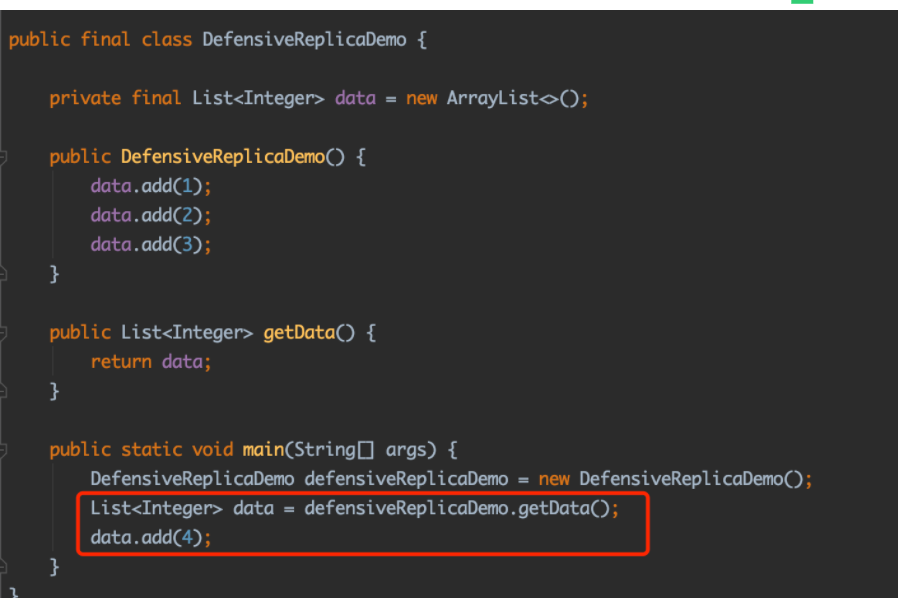 public final class DefensiveReplicaDemo {
private final List<Integer> data = new ArrayList<>();
public DefensiveReplicaDemo() {
data.add(1);
data.add(2);
data.add(3);
}
public List<Integer> getData() {
return data;
}
public static void main(String[] args) {
DefensiveReplicaDemo defensiveReplicaDemo = new DefensiveReplicaDemo();
List<Integer> data = defensiveReplicaDemo.getData();
data.add(4);
}
}